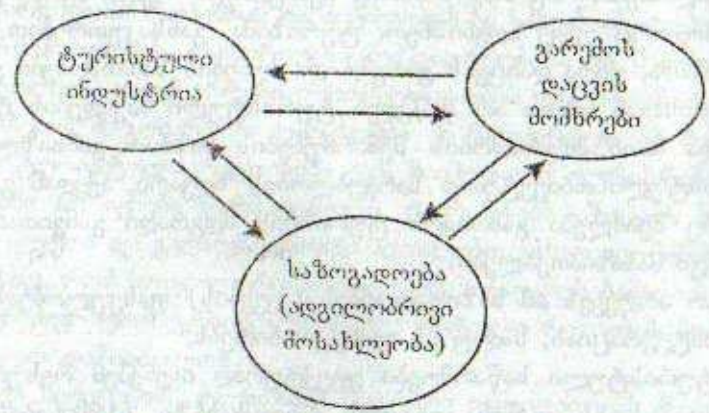 ტურისტული
ინდუსტრია
გარემოს
დაცვის
მომხრეები
საზოგადოება
(ადგილობრივი
მოსახლეობა)